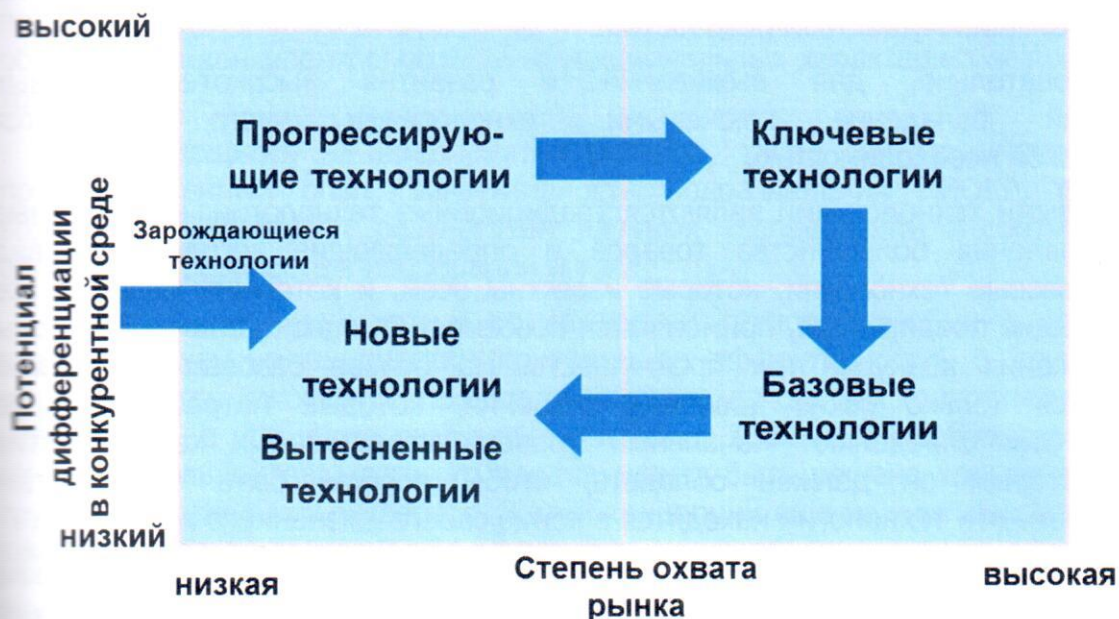 высокий
Прогрессирую-
щие технологии
Ключевые
технологии
Потенциал
дифференциации
в конкурентной среде
Зарождающиеся
технологии
Новые
технологии
Базовые
технологии
Вытесненные
технологии
низкий
низкая
Степень охвата
рынка
высокая